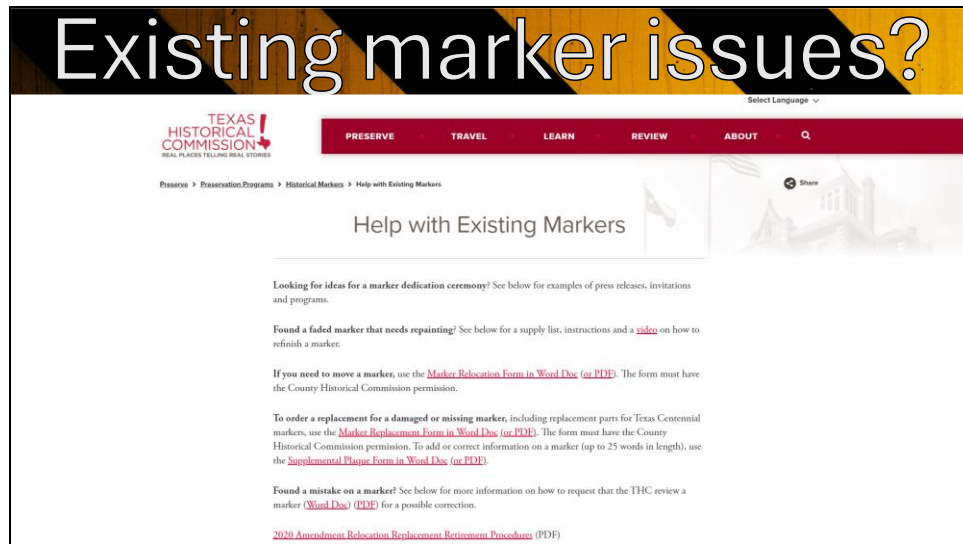 Existing marker issues?
Select Language
TEXAS
HISTORICAL
COMMISSION
REAL PLACES TELLING REAL STORIES
PRESERVE TRAVEL LEARN REVIEW ABOUT
Preserve > Preservation Programs > Historical Markers > Help with Existing Markers
Share
Help with Existing Markers
Looking for ideas for a marker dedication ceremony? See below for examples of press releases, invitations
and programs.
Found a faded marker that needs repainting? See below for a supply list, instructions and a video on how to
refinish a marker.
If you need to move a marker, use the Marker Relocation Form in Word Doc (or PDF). The form must have
the County Historical Commission permission.
To order a replacement for a damaged or missing marker, including replacement parts for Texas Centennial
markers, use the Marker Replacement Form in Word Doc (or PDF). The form must have the County
Historical Commission permission. To add or correct information on a marker (up to 25 words in length), use
the Supplemental Plaque Form in Word Doc (or PDF).
Found a mistake on a marker? See below for more information on how to request that the THC review a
marker (Word Doc) (PDF) for a possible correction.
2020 Amendment Relocation Replacement Retirement Procedures (PDF)